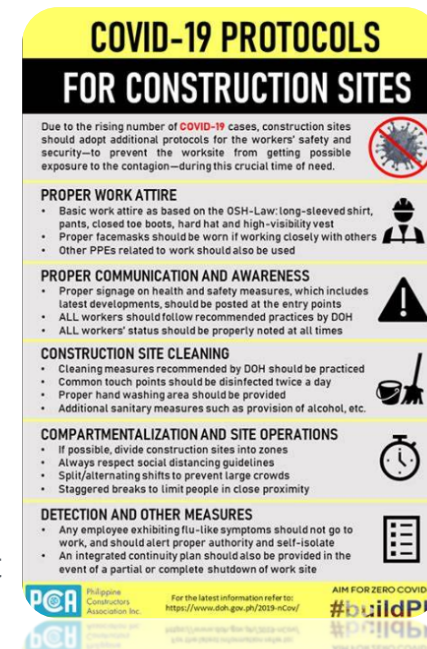 COVID-19 PROTOCOLS
FOR CONSTRUCTION SITES
Due to the rising number of COVID-19 cases, construction sites
should adopt additional protocols for the workers' safety and
security—to prevent the worksite from getting possible
exposure to the contagion—during this crucial time of need.
PROPER WORK ATTIRE
• Basic work attire as based on the OSH-Law: long-sleeved shirt,
pants, closed toe boots, hard hat and high-visibility vest
• Proper facemasks should be worn if working closely with others
• Other PPEs related to work should also be used
PROPER COMMUNICATION AND AWARENESS
• Proper signage on health and safety measures, which includes
latest developments, should be posted at the entry points
• ALL workers should follow recommended practices by DOH
• ALL workers' status should be properly noted at all times
CONSTRUCTION SITE CLEANING
• Cleaning measures recommended by DOH should be practiced
• Common touch points should be disinfected twice a day
• Proper hand washing area should be provided
• Additional sanitary measures such as provision of alcohol, etc.
COMPARTMENTALIZATION AND SITE OPERATIONS
• If possible, divide construction sites into zones
• Always respect social distancing guidelines
• Split/alternating shifts to prevent large crowds
• Staggered breaks to limit people in close proximity
DETECTION AND OTHER MEASURES
• Any employee exhibiting flu-like symptoms should not go to
work, and should alert proper authority and self-isolate
• An integrated continuity plan should also be provided in the
event of a partial or complete shutdown of work site
PCA
Philippine
Constructors
Association Inc.
For the latest information refer to:
https://www.doh.gov.ph/2019-nCov/
AIM FOR ZERO COVID
#buildPH